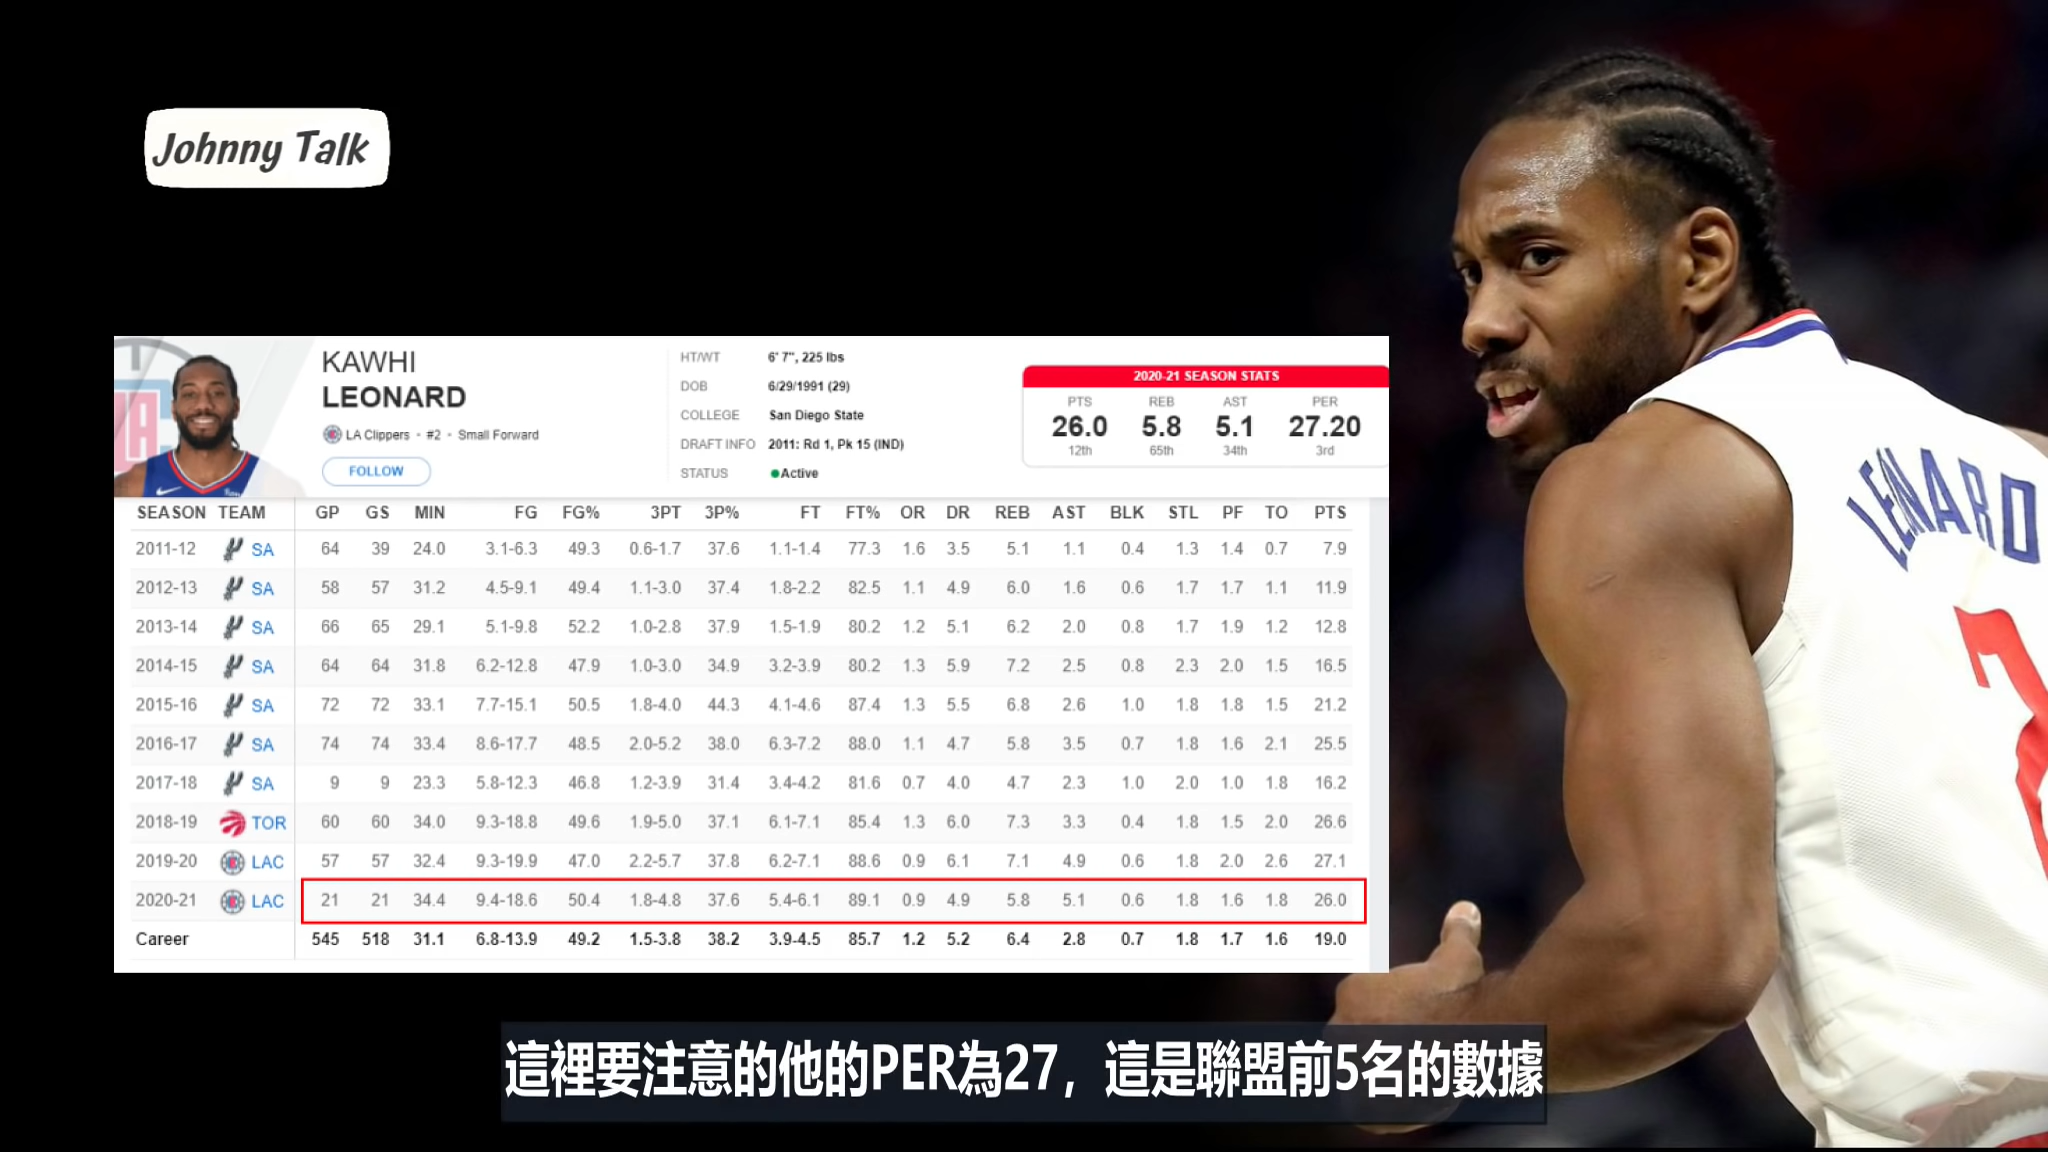 Johnny Talk
KAWHI
LEONARD
LA Clippers • #2 • Small Forward
FOLLOW
HT/WT 6' 7", 225 lbs
DOB 6/29/1991 (29)
COLLEGE San Diego State
DRAFT INFO 2011: Rd 1, Pk 15 (IND)
STATUS Active
2020-21 SEASON STATS
PTS REB AST PER
26.0 5.8 5.1 27.20
12th 65th 34th 3rd
SEASON TEAM GP GS MIN FG FG% 3PT 3P% FT FT% OR DR REB AST BLK STL PF TO PTS
2011-12 SA 64 39 24.0 3.1-6.3 49.3 0.6-1.7 37.6 1.1-1.4 77.3 1.6 3.5 5.1 1.1 0.4 1.3 1.4 0.7 7.9
2012-13 SA 58 57 31.2 4.5-9.1 49.4 1.1-3.0 37.4 1.8-2.2 82.5 1.1 4.9 6.0 1.6 0.6 1.7 1.7 1.1 11.9
2013-14 SA 66 65 29.1 5.1-9.8 52.2 1.0-2.8 37.9 1.5-1.9 80.2 1.2 5.1 6.2 2.0 0.8 1.7 1.9 1.2 12.8
2014-15 SA 64 64 31.8 6.2-12.8 47.9 1.0-3.0 34.9 3.2-3.9 80.2 1.3 5.9 7.2 2.5 0.8 2.3 2.0 1.5 16.5
2015-16 SA 72 72 33.1 7.7-15.1 50.5 1.8-4.0 44.3 4.1-4.6 87.4 1.3 5.5 6.8 2.6 1.0 1.8 1.8 1.5 21.2
2016-17 SA 74 74 33.4 8.6-17.7 48.5 2.0-5.2 38.0 6.3-7.2 88.0 1.1 4.7 5.8 3.5 0.7 1.8 1.6 2.1 25.5
2017-18 SA 9 9 23.3 5.8-12.3 46.8 1.2-3.9 31.4 3.4-4.2 81.6 0.7 4.0 4.7 2.3 1.0 2.0 1.0 1.8 16.2
2018-19 TOR 60 60 34.0 9.3-18.8 49.6 1.9-5.0 37.1 6.1-7.1 85.4 1.3 6.0 7.3 3.3 0.4 1.8 1.5 2.0 26.6
2019-20 LAC 57 57 32.4 9.3-19.9 47.0 2.2-5.7 37.8 6.2-7.1 88.6 0.9 6.1 7.1 4.9 0.6 1.8 2.0 2.6 27.1
2020-21 LAC 21 21 34.4 9.4-18.6 50.4 1.8-4.8 37.6 5.4-6.1 89.1 0.9 4.9 5.8 5.1 0.6 1.8 1.6 1.8 26.0
Career 545 518 31.1 6.8-13.9 49.2 1.5-3.8 38.2 3.9-4.5 85.7 1.2 5.2 6.4 2.8 0.7 1.8 1.7 1.6 19.0
LEONARD
這裡要注意的他的PER為27，這是聯盟前5名的數據